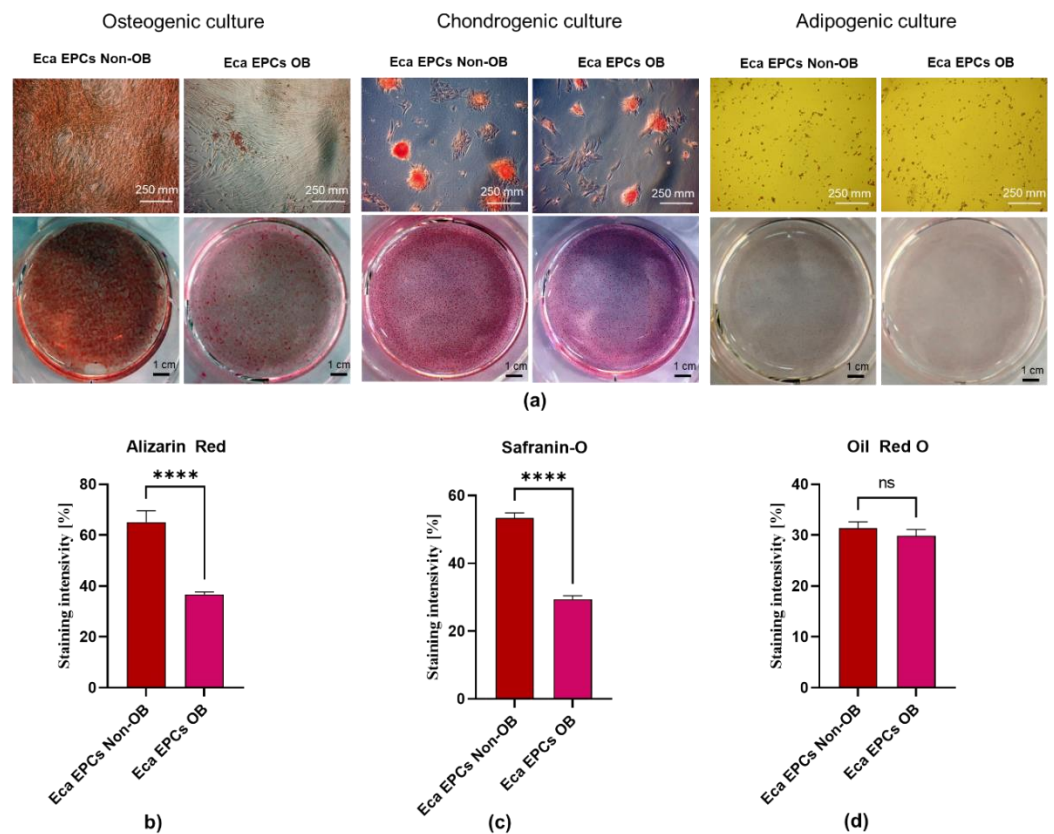 Osteogenic culture
Chondrogenic culture
Adipogenic culture
Eca EPCs Non-OB
Eca EPCs OB
Eca EPCs Non-OB
Eca EPCs OB
Eca EPCs Non-OB
Eca EPCs OB
250 mm
250 mm
250 mm
250 mm
250 mm
250 mm
1 cm
1 cm
1 cm
1 cm
1 cm
1 cm
(a)
Alizarin Red
****
Staining intensivity [%]
80
60
40
20
0
Eca EPCs Non-OB
Eca EPCs OB
b)
Safranin-O
****
Staining intensivity [%]
60
40
20
0
Eca EPCs Non-OB
Eca EPCs OB
(c)
Oil Red O
ns
Staining intensivity [%]
40
30
20
10
0
Eca EPCs Non-OB
Eca EPCs OB
(d)